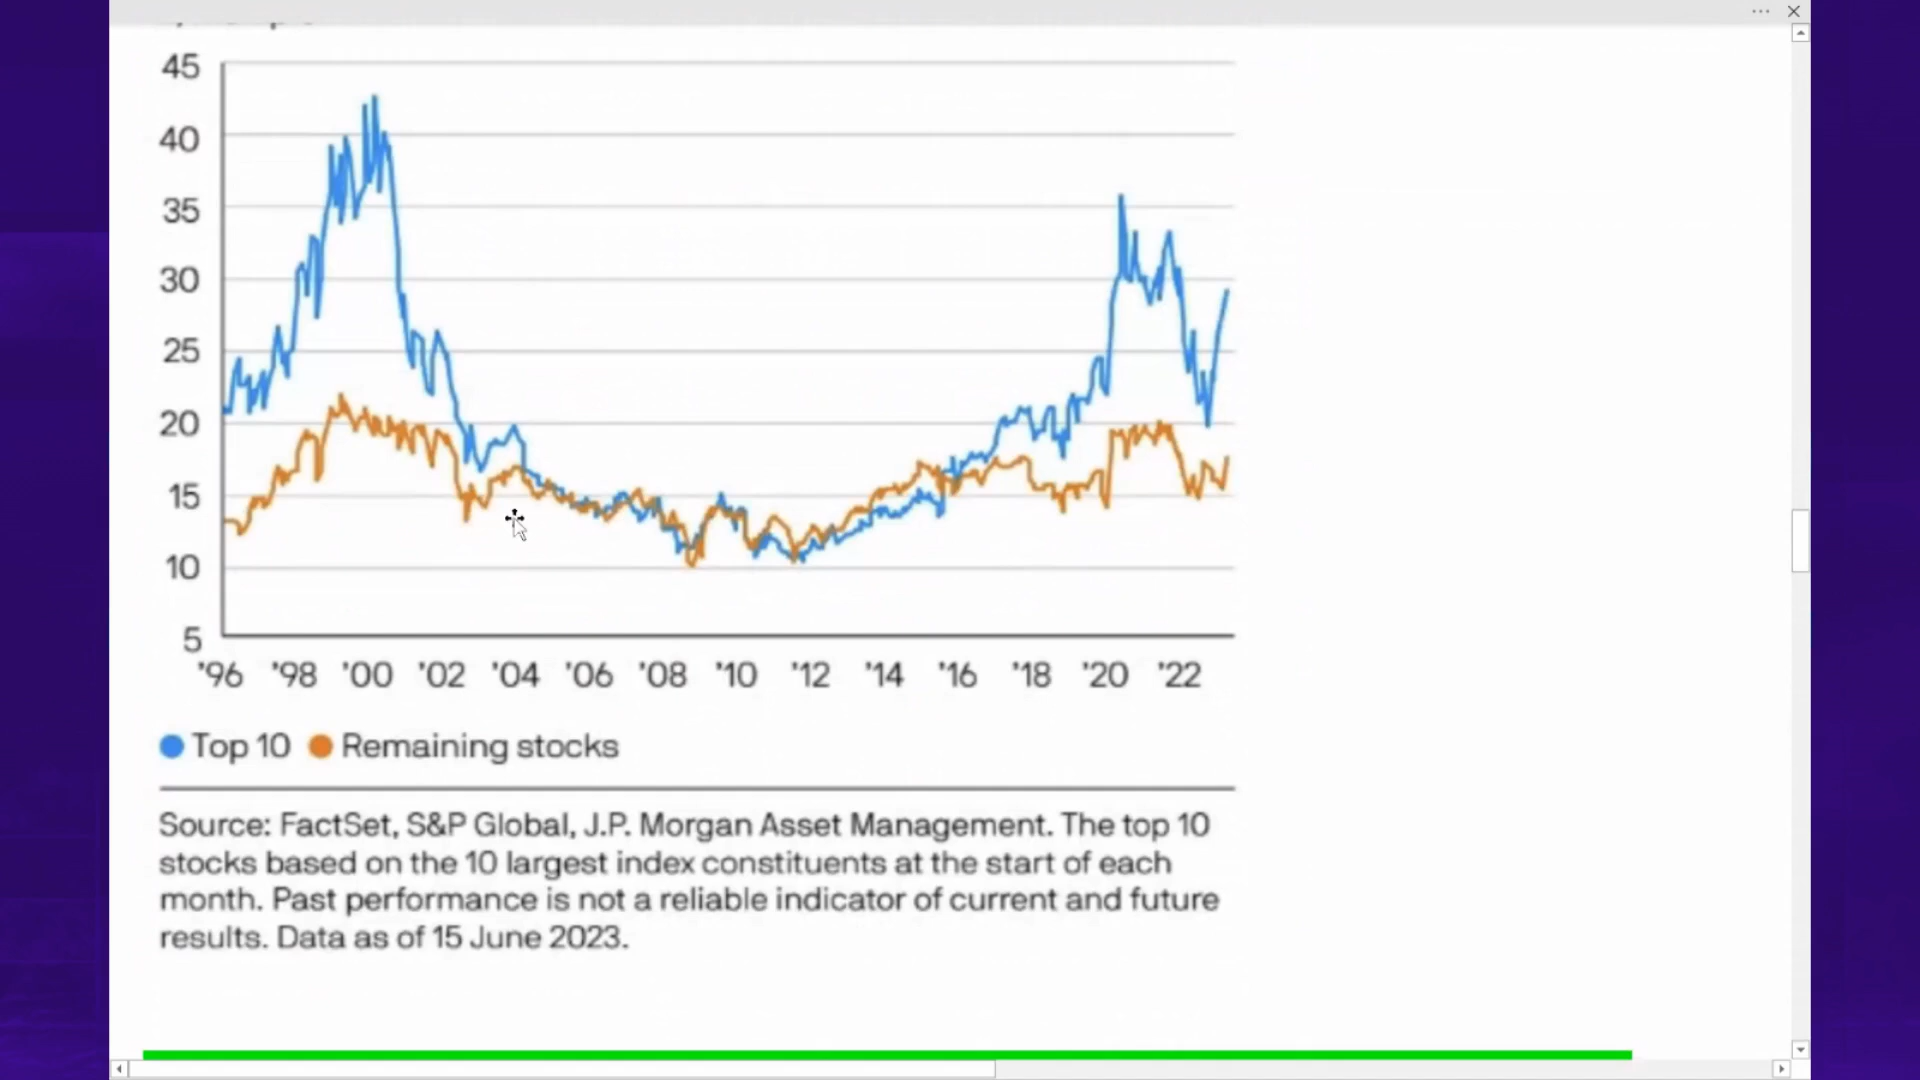 45
40
35
30
25
20
15
10
5
'96 '98 '00 '02 '04 '06 '08 '10 '12 '14 '16 '18 '20 '22
Top 10 Remaining stocks
Source: FactSet, S&P Global, J.P. Morgan Asset Management. The top 10
stocks based on the 10 largest index constituents at the start of each
month. Past performance is not a reliable indicator of current and future
results. Data as of 15 June 2023.